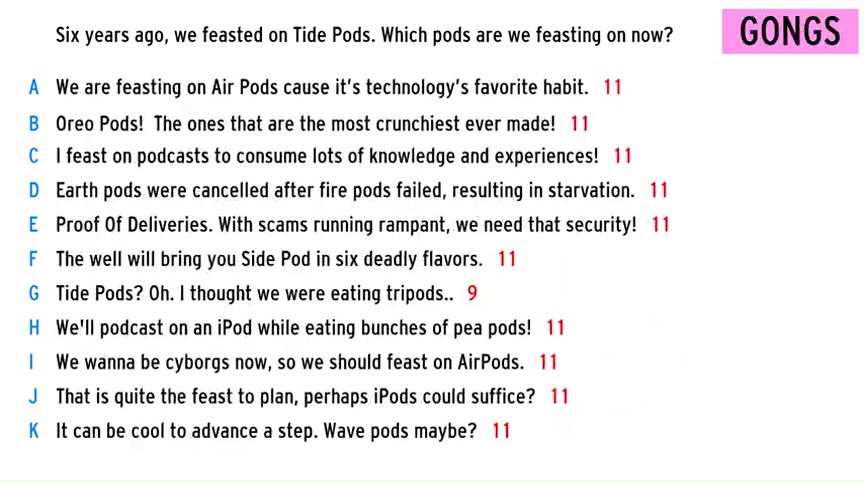 Six years ago, we feasted on Tide Pods. Which pods are we feasting on now?
GONGS
A We are feasting on Air Pods cause it's technology's favorite habit. 11
B Oreo Pods! The ones that are the most crunchiest ever made! 11
C I feast on podcasts to consume lots of knowledge and experiences! 11
D Earth pods were cancelled after fire pods failed, resulting in starvation. 11
E Proof Of Deliveries. With scams running rampant, we need that security! 11
F The well will bring you Side Pod in six deadly flavors. 11
G Tide Pods? Oh. I thought we were eating tripods.. 9
H We'll podcast on an iPod while eating bunches of pea pods! 11
I We wanna be cyborgs now, so we should feast on AirPods. 11
J That is quite the feast to plan, perhaps iPods could suffice? 11
K It can be cool to advance a step. Wave pods maybe? 11